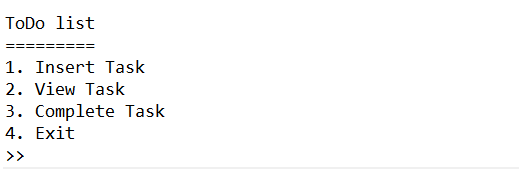 ToDo list
=========
1. Insert Task
2. View Task
3. Complete Task
4. Exit
>>